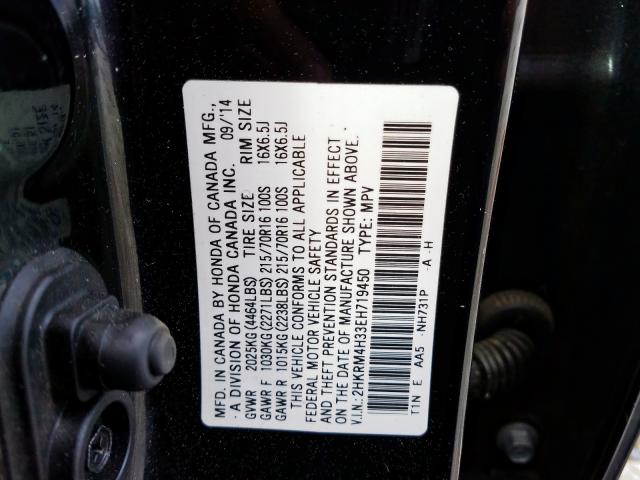 MFD. IN CANADA BY HONDA OF CANADA MFG.,
A DIVISION OF HONDA CANADA INC. 09/'14
GVWR 2025KG(4464LBS) TIRE SIZE RIM SIZE
GAWR F 1030KG(2271LBS) 215/70R16 100S 16X6.5J
GAWR R 1015KG(2238LBS) 215/70R16 100S 16X6.5J
THIS VEHICLE CONFORMS TO ALL APPLICABLE
FEDERAL MOTOR VEHICLE SAFETY
AND THEFT PREVENTION STANDARDS IN EFFECT
ON THE DATE OF MANUFACTURE SHOWN ABOVE.
V.I.N.: 2HKRM4H33EH719450 TYPE: MPV
T1N E AA5 NH731P -A -H